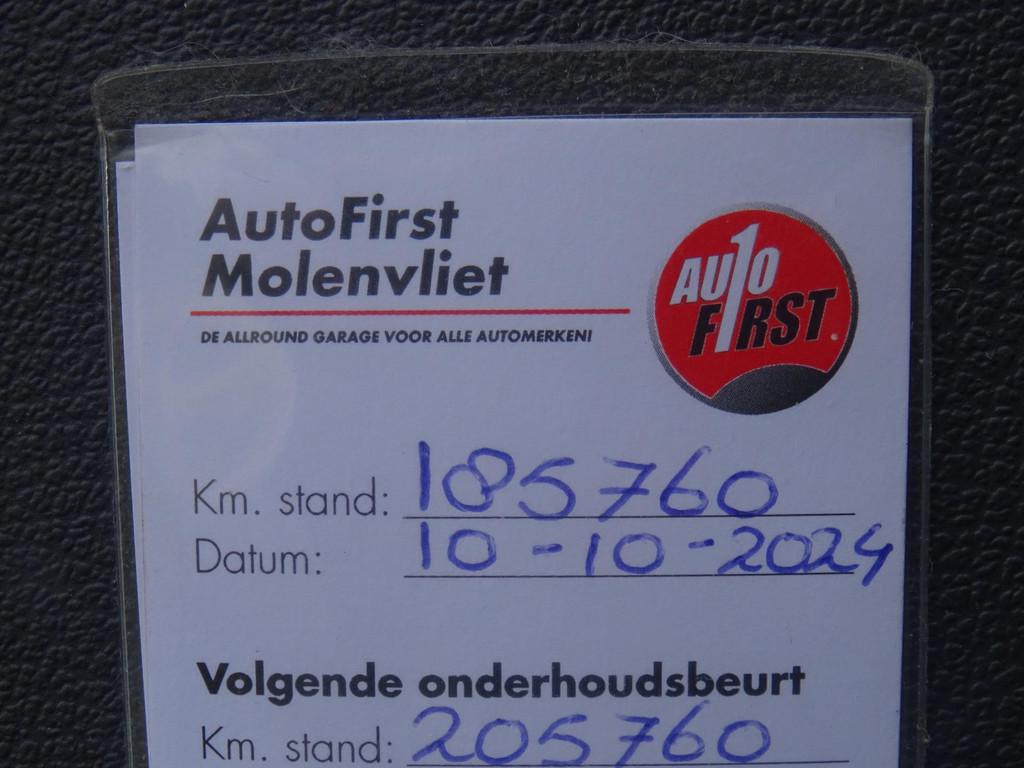 AutoFirst
Molenvliet
DE ALLROUND GARAGE VOOR ALLE AUTOMERKEN!
AUTO
FIRST.
Km. stand: 185760
Datum: 10-10-2024
Volgende onderhoudsbeurt
Km. stand: 205760